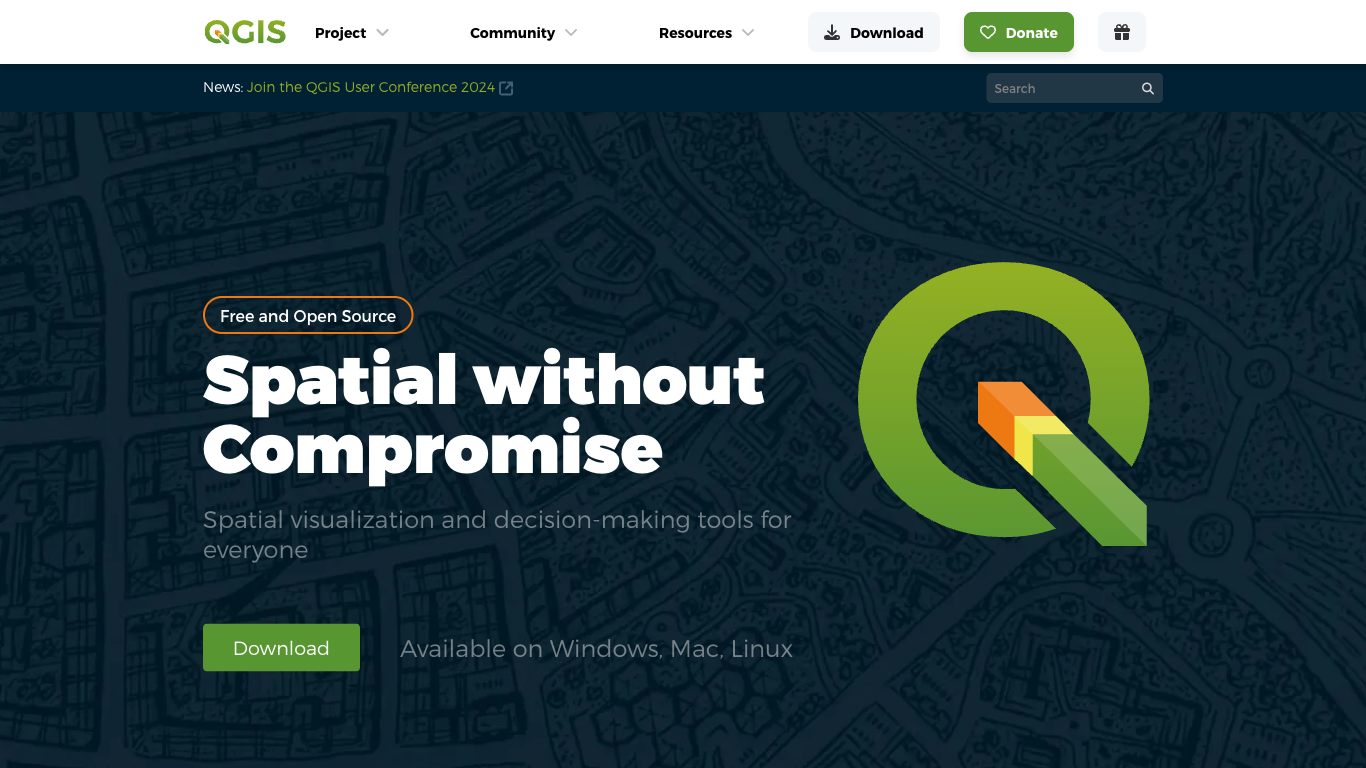 QGIS
Project
Community
Resources
Download
Donate
News: Join the QGIS User Conference 2024
Search
Free and Open Source
Spatial without
Compromise
Spatial visualization and decision-making tools for
everyone
Download
Available on Windows, Mac, Linux